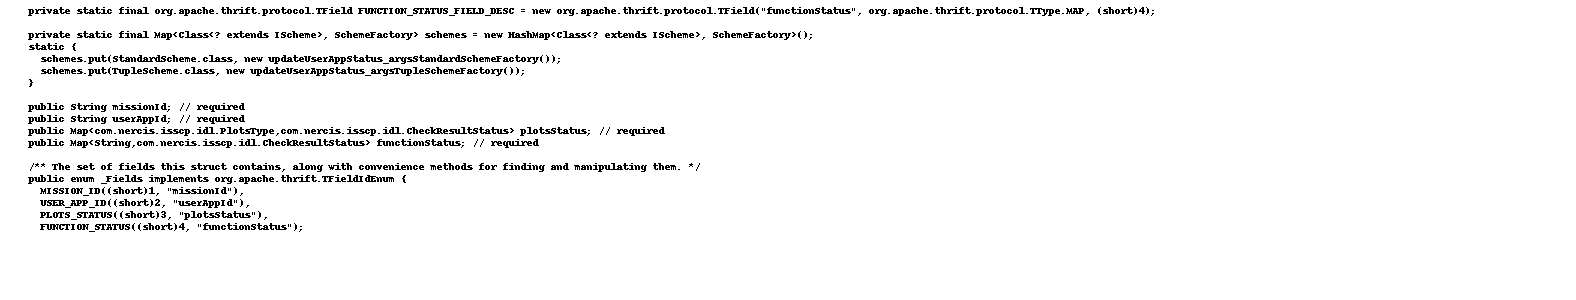 private static final org.apache.thrift.protocol.TField FUNCTION_STATUS_FIELD_DESC = new org.apache.thrift.protocol.TField("functionStatus", org.apache.thrift.protocol.TType.MAP, (short)4);
private static final Map<Class<? extends IScheme>, SchemeFactory> schemes = new HashMap<Class<? extends IScheme>, SchemeFactory>();
static {
schemes.put(StandardScheme.class, new updateUserAppStatus_argsStandardSchemeFactory());
schemes.put(TupleScheme.class, new updateUserAppStatus_argsTupleSchemeFactory());
}
public String missionId; // required
public String userAppId; // required
public Map<com.nercis.isscp.idl.PlotsType,com.nercis.isscp.idl.CheckResultStatus> plotsStatus; // required
public Map<String,com.nercis.isscp.idl.CheckResultStatus> functionStatus; // required
/** The set of fields this struct contains, along with convenience methods for finding and manipulating them. */
public enum _Fields implements org.apache.thrift.TFieldIdEnum {
MISSION_ID((short)1, "missionId"),
USER_APP_ID((short)2, "userAppId"),
PLOTS_STATUS((short)3, "plotsStatus"),
FUNCTION_STATUS((short)4, "functionStatus");